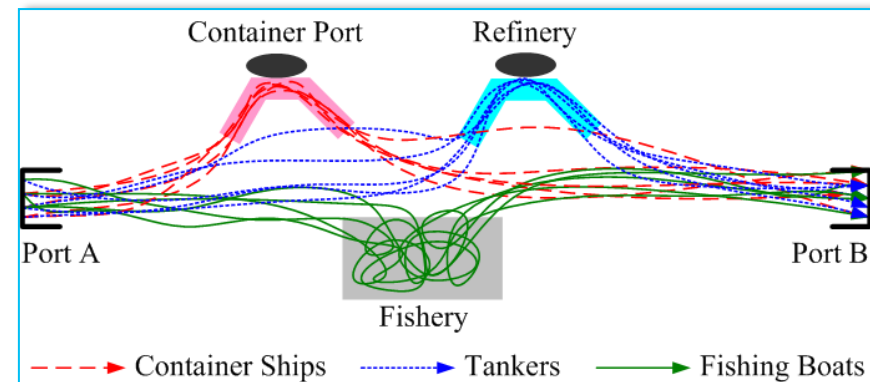 Container Port
Refinery
Port A
Port B
Fishery
Container Ships
Tankers
Fishing Boats